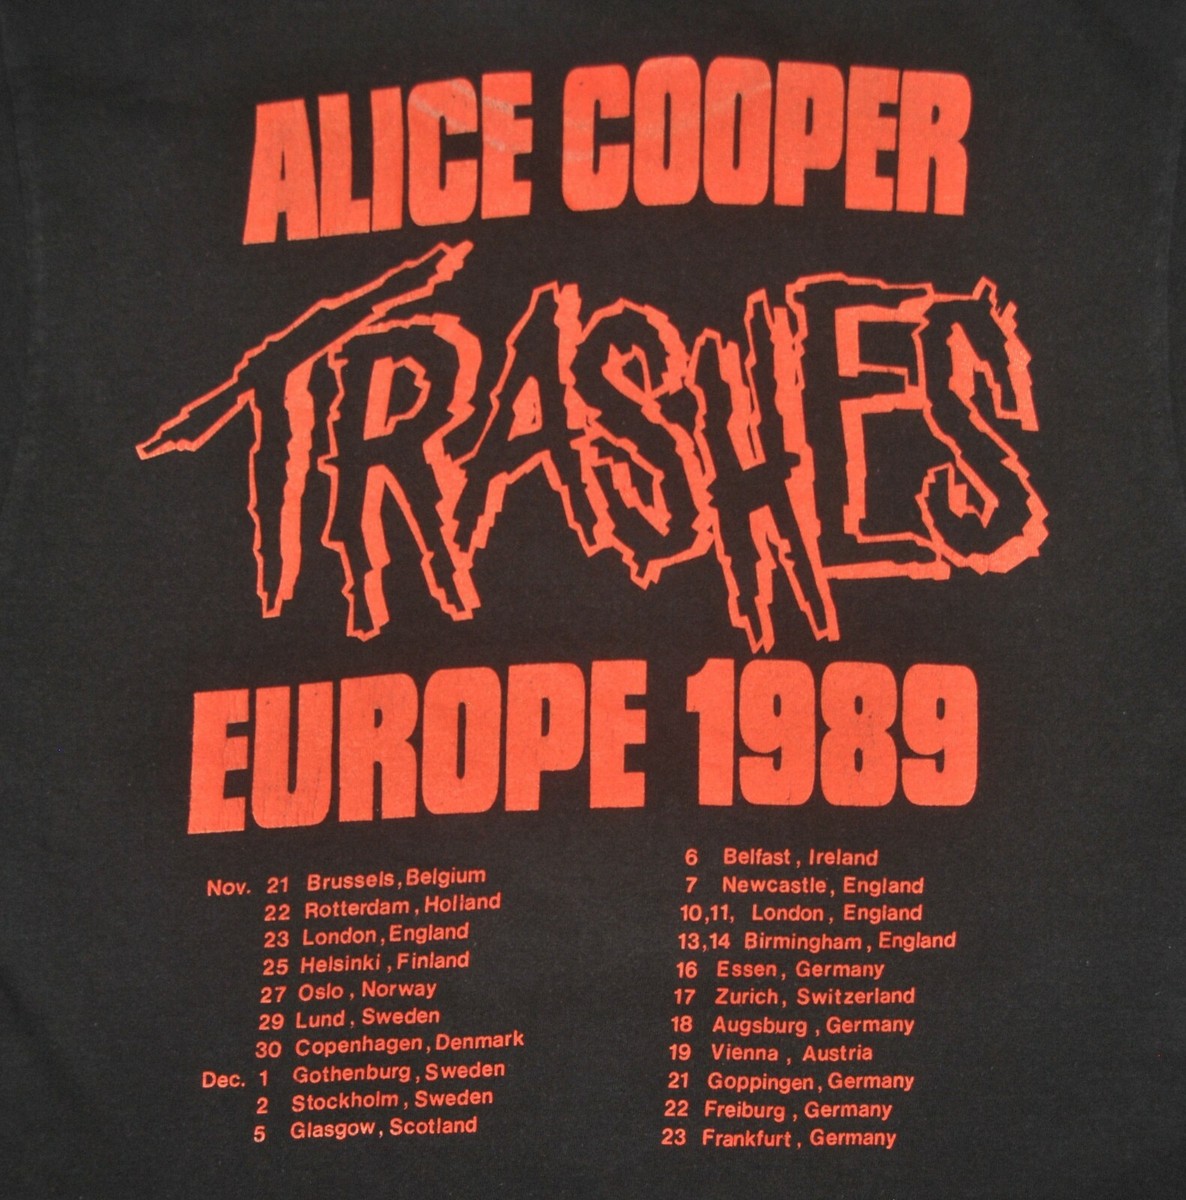 ALICE COOPER
TRASHES
EUROPE 1989
Nov. 21 Brussels, Belgium
22 Rotterdam, Holland
23 London, England
25 Helsinki, Finland
27 Oslo, Norway
29 Lund, Sweden
30 Copenhagen, Denmark
Dec. 1 Gothenburg, Sweden
2 Stockholm, Sweden
5 Glasgow, Scotland
6 Belfast, Ireland
7 Newcastle, England
10,11, London, England
13,14 Birmingham, England
16 Essen, Germany
17 Zurich, Switzerland
18 Augsburg, Germany
19 Vienna, Austria
21 Goppingen, Germany
22 Freiburg, Germany
23 Frankfurt, Germany